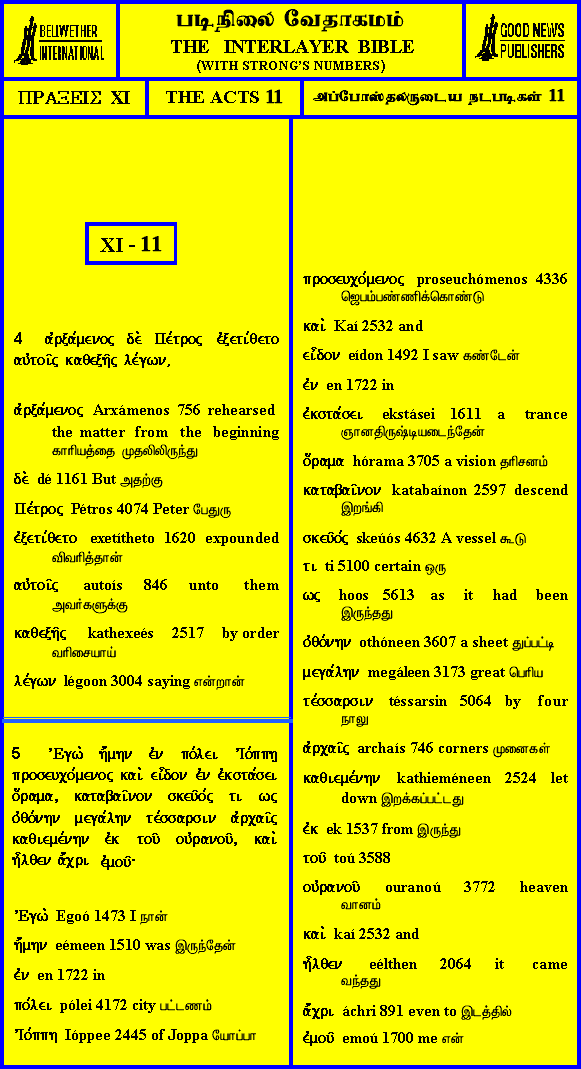 BELLWETHER
INTERNATIONAL
படிநிலை வேதாகமம்
THE INTERLAYER BIBLE
(WITH STRONG'S NUMBERS)
GOOD NEWS
PUBLISHERS
ΠΡΑΞΕΙΣ XI
THE ACTS 11
அப்போஸ்தலருடைய நடபடிகள் 11
XI - 11
4 ἀρξάμενος δὲ Πέτρος ἐξετίθετο
αὐτοῖς καθεξῆς λέγων,
ἀρξάμενος Arxámenos 756 rehearsed
the matter from the beginning
காரியத்தை முதலிலிருந்து
δὲ dé 1161 But அதற்கு
Πέτρος Pétros 4074 Peter பேதுரு
ἐξετίθετο exetítheto 1620 expounded
விவரித்தான்
αὐτοῖς autoís 846 unto them
அவர்களுக்கு
καθεξῆς kathexeés 2517 by order
வரிசையாய்
λέγων légoon 3004 saying என்றான்
5 Ἐγὼ ἤμην ἐν πόλει Ἰόππῃ
προσευχόμενος καὶ εἶδον ἐν ἐκστάσει
ὅραμα, καταβαῖνον σκεῦός τι ως
ὀθόνην μεγάλην τέσσαρσιν ἀρχαῖς
καθιεμένην ἐκ τοῦ οὐρανοῦ, καὶ
ἦλθεν ἄχρι ἐμοῦ·
Ἐγὼ Egoó 1473 I நான்
ἤμην eémeen 1510 was இருந்தேன்
ἐν en 1722 in
πόλει pólei 4172 city பட்டணம்
Ἰόππη Ióppee 2445 of Joppa யோப்பா
προσευχόμενος proseuchómenos 4336
ஜெபம்பண்ணிக்கொண்டு
καὶ Kaí 2532 and
εἶδον eídon 1492 I saw கண்டேன்
ἐν en 1722 in
ἐκστάσει ekstásei 1611 a trance
ஞானதிருஷ்டியடைந்தேன்
ὅραμα hórama 3705 a vision தரிசனம்
καταβαῖνον katabaínon 2597 descend
இறங்கி
σκεῦός skeúós 4632 A vessel கூடு
τι ti 5100 certain ஒரு
ως hoos 5613 as it had been
இருந்தது
ὀθόνην othóneen 3607 a sheet துப்பட்டி
μεγάλην megáleen 3173 great பெரிய
τέσσαρσιν téssarsin 5064 by four
நாலு
ἀρχαῖς archaís 746 corners முனைகள்
καθιεμένην kathieméneen 2524 let
down இறக்கப்பட்டது
ἐκ ek 1537 from இருந்து
τοῦ toú 3588
οὐρανοῦ ouranoú 3772 heaven
வானம்
καὶ kaí 2532 and
ἦλθεν eélthen 2064 it came
வந்தது
ἄχρι áchri 891 even to இடத்தில்
ἐμοῦ emoú 1700 me என்